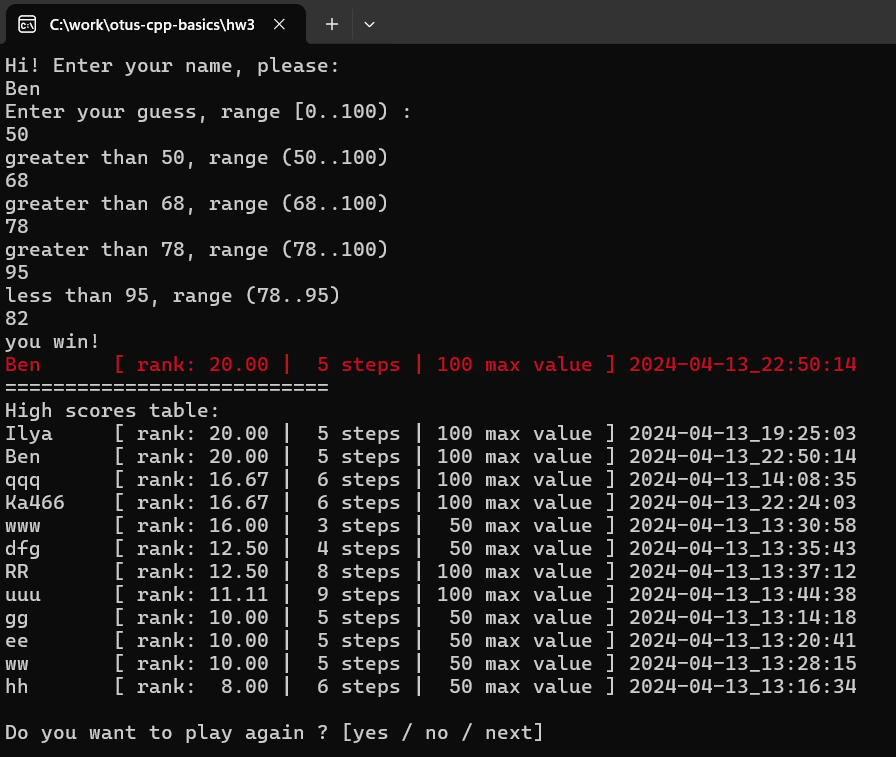 C:\work\otus-cpp-basics\hw3
Hi! Enter your name, please:
Ben
Enter your guess, range [0..100) :
50
greater than 50, range (50..100)
68
greater than 68, range (68..100)
78
greater than 78, range (78..100)
95
less than 95, range (78..95)
82
you win!
Ben      [ rank: 20.00 |  5 steps | 100 max value ] 2024-04-13_22:50:14
===========================
High scores table:
Ilya     [ rank: 20.00 |  5 steps | 100 max value ] 2024-04-13_19:25:03
Ben      [ rank: 20.00 |  5 steps | 100 max value ] 2024-04-13_22:50:14
qqq      [ rank: 16.67 |  6 steps | 100 max value ] 2024-04-13_14:08:35
Ka466    [ rank: 16.67 |  6 steps | 100 max value ] 2024-04-13_22:24:03
www      [ rank: 16.00 |  3 steps |  50 max value ] 2024-04-13_13:30:58
dfg      [ rank: 12.50 |  4 steps |  50 max value ] 2024-04-13_13:35:43
RR       [ rank: 12.50 |  8 steps | 100 max value ] 2024-04-13_13:37:12
uuu      [ rank: 11.11 |  9 steps | 100 max value ] 2024-04-13_13:44:38
gg       [ rank: 10.00 |  5 steps |  50 max value ] 2024-04-13_13:14:18
ee       [ rank: 10.00 |  5 steps |  50 max value ] 2024-04-13_13:20:41
ww       [ rank: 10.00 |  5 steps |  50 max value ] 2024-04-13_13:28:15
hh       [ rank:  8.00 |  6 steps |  50 max value ] 2024-04-13_13:16:34
Do you want to play again ? [yes / no / next]